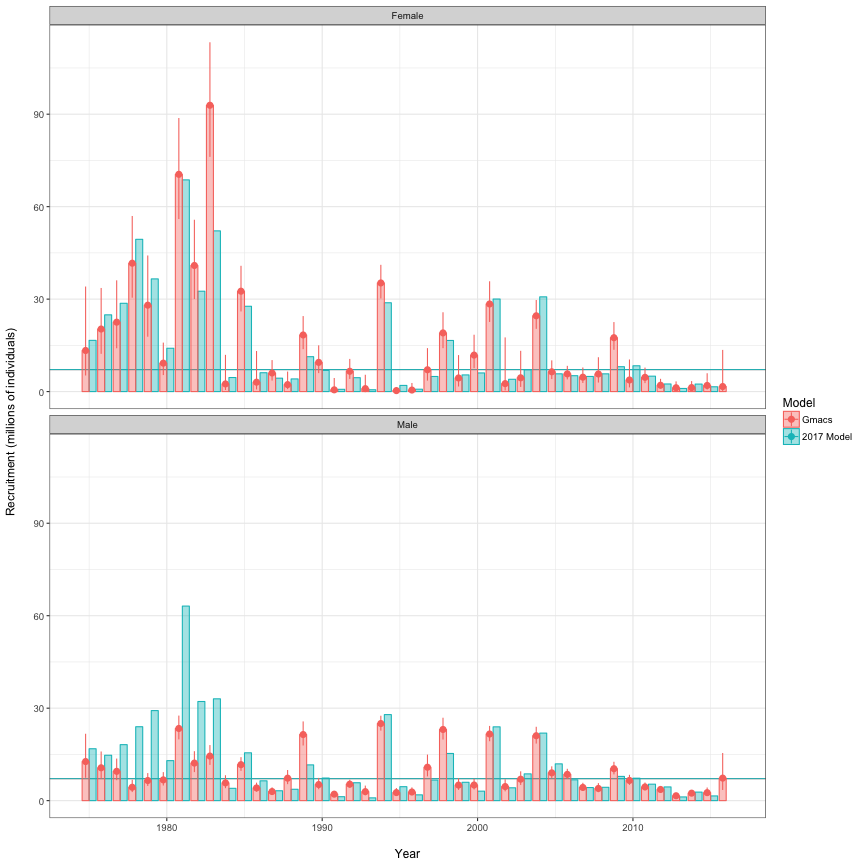 Female
90
60
30
0
Male
90
60
30
0
1980 1990 2000 2010
Year
Recruitment (millions of individuals)
Model
Gmacs
2017 Model